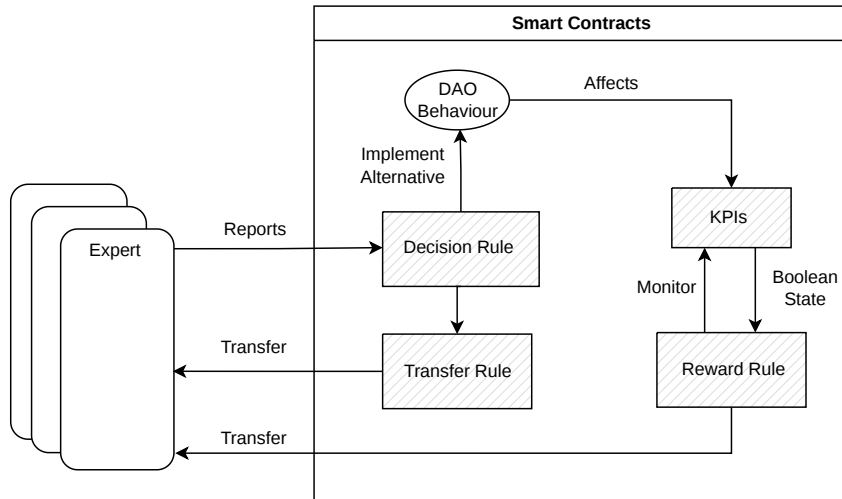 Smart Contracts
DAO
Behaviour
Affects
Implement
Alternative
Expert
Reports
Decision Rule
KPIs
Monitor
Boolean
State
Transfer
Transfer Rule
Reward Rule
Transfer